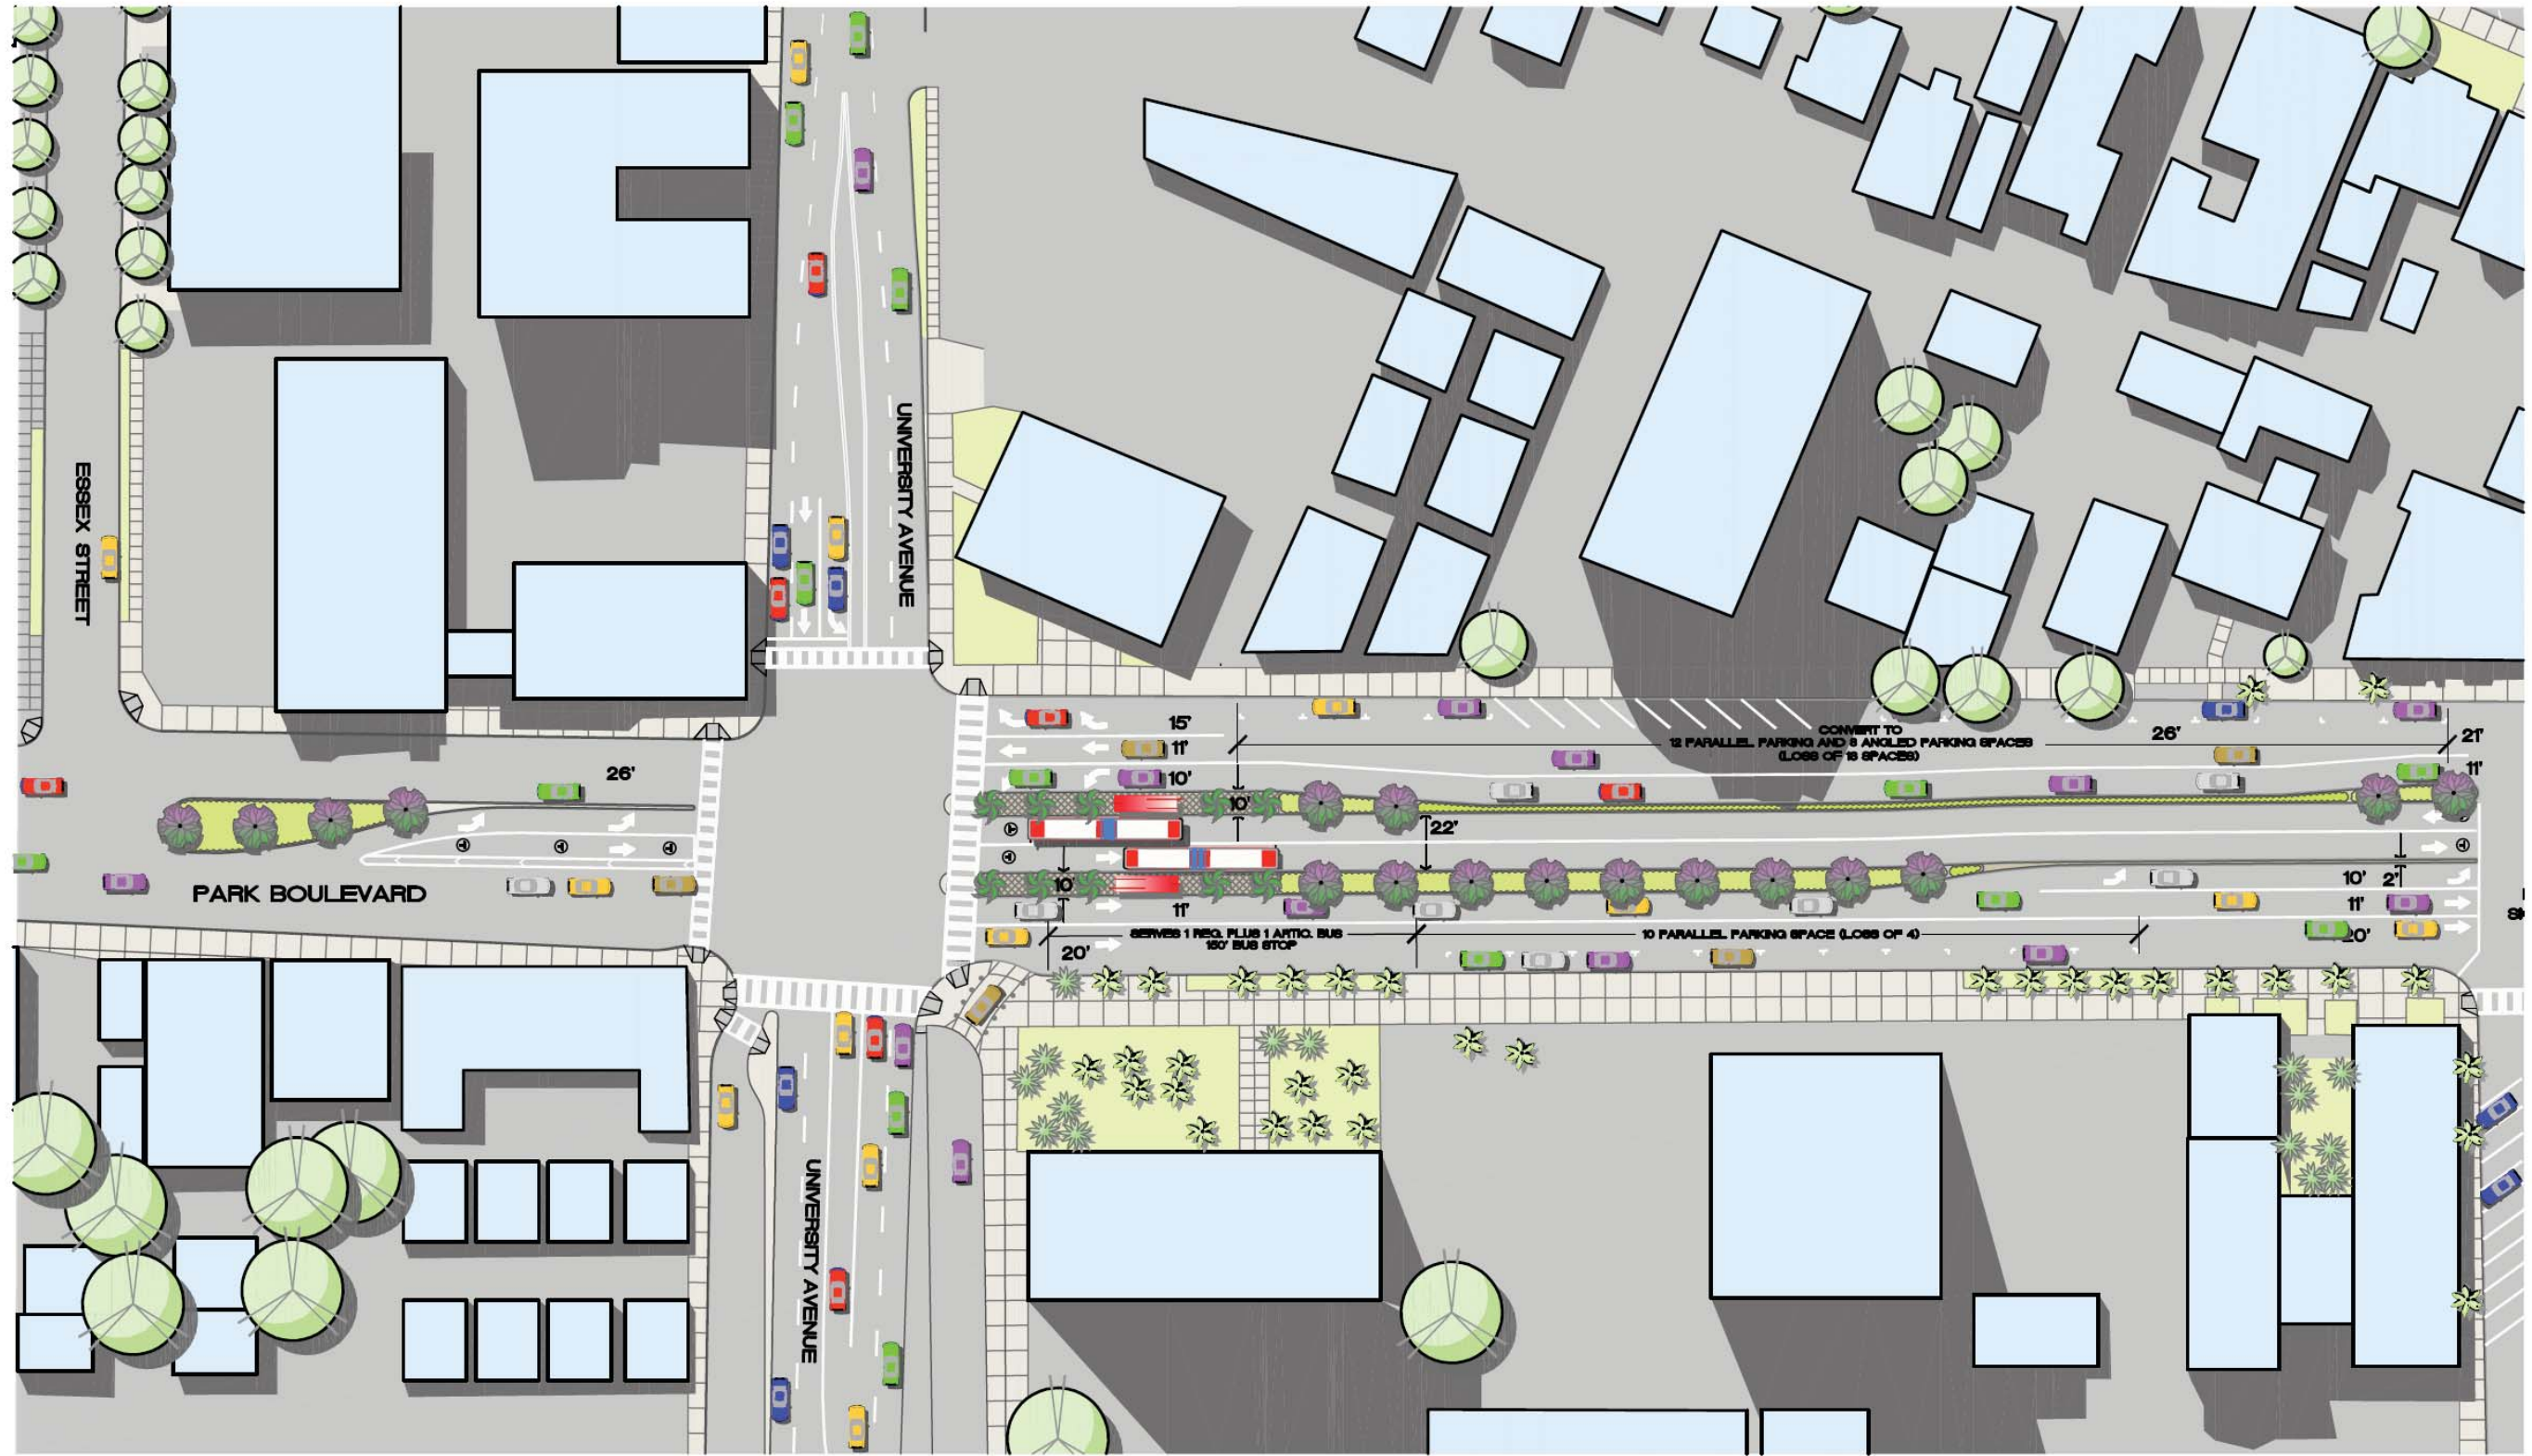 UNIVERSITY AVENUE
ESSEX STREET
15'
11'
10'
CONVERT TO
12 PARALLEL PARKING AND 8 ANGLED PARKING SPACES
(LOSS OF 16 SPACES)
26'
21'
11'
26'
10'
22'
T
T
T
T
T
T
PARK BOULEVARD
10'
11'
10'
2'
11'
20'
SERVES 1 REG. PLUS 1 ARTIC. BUS
150' BUS STOP
10 PARALLEL PARKING SPACE (LOSS OF 4)
20'
UNIVERSITY AVENUE